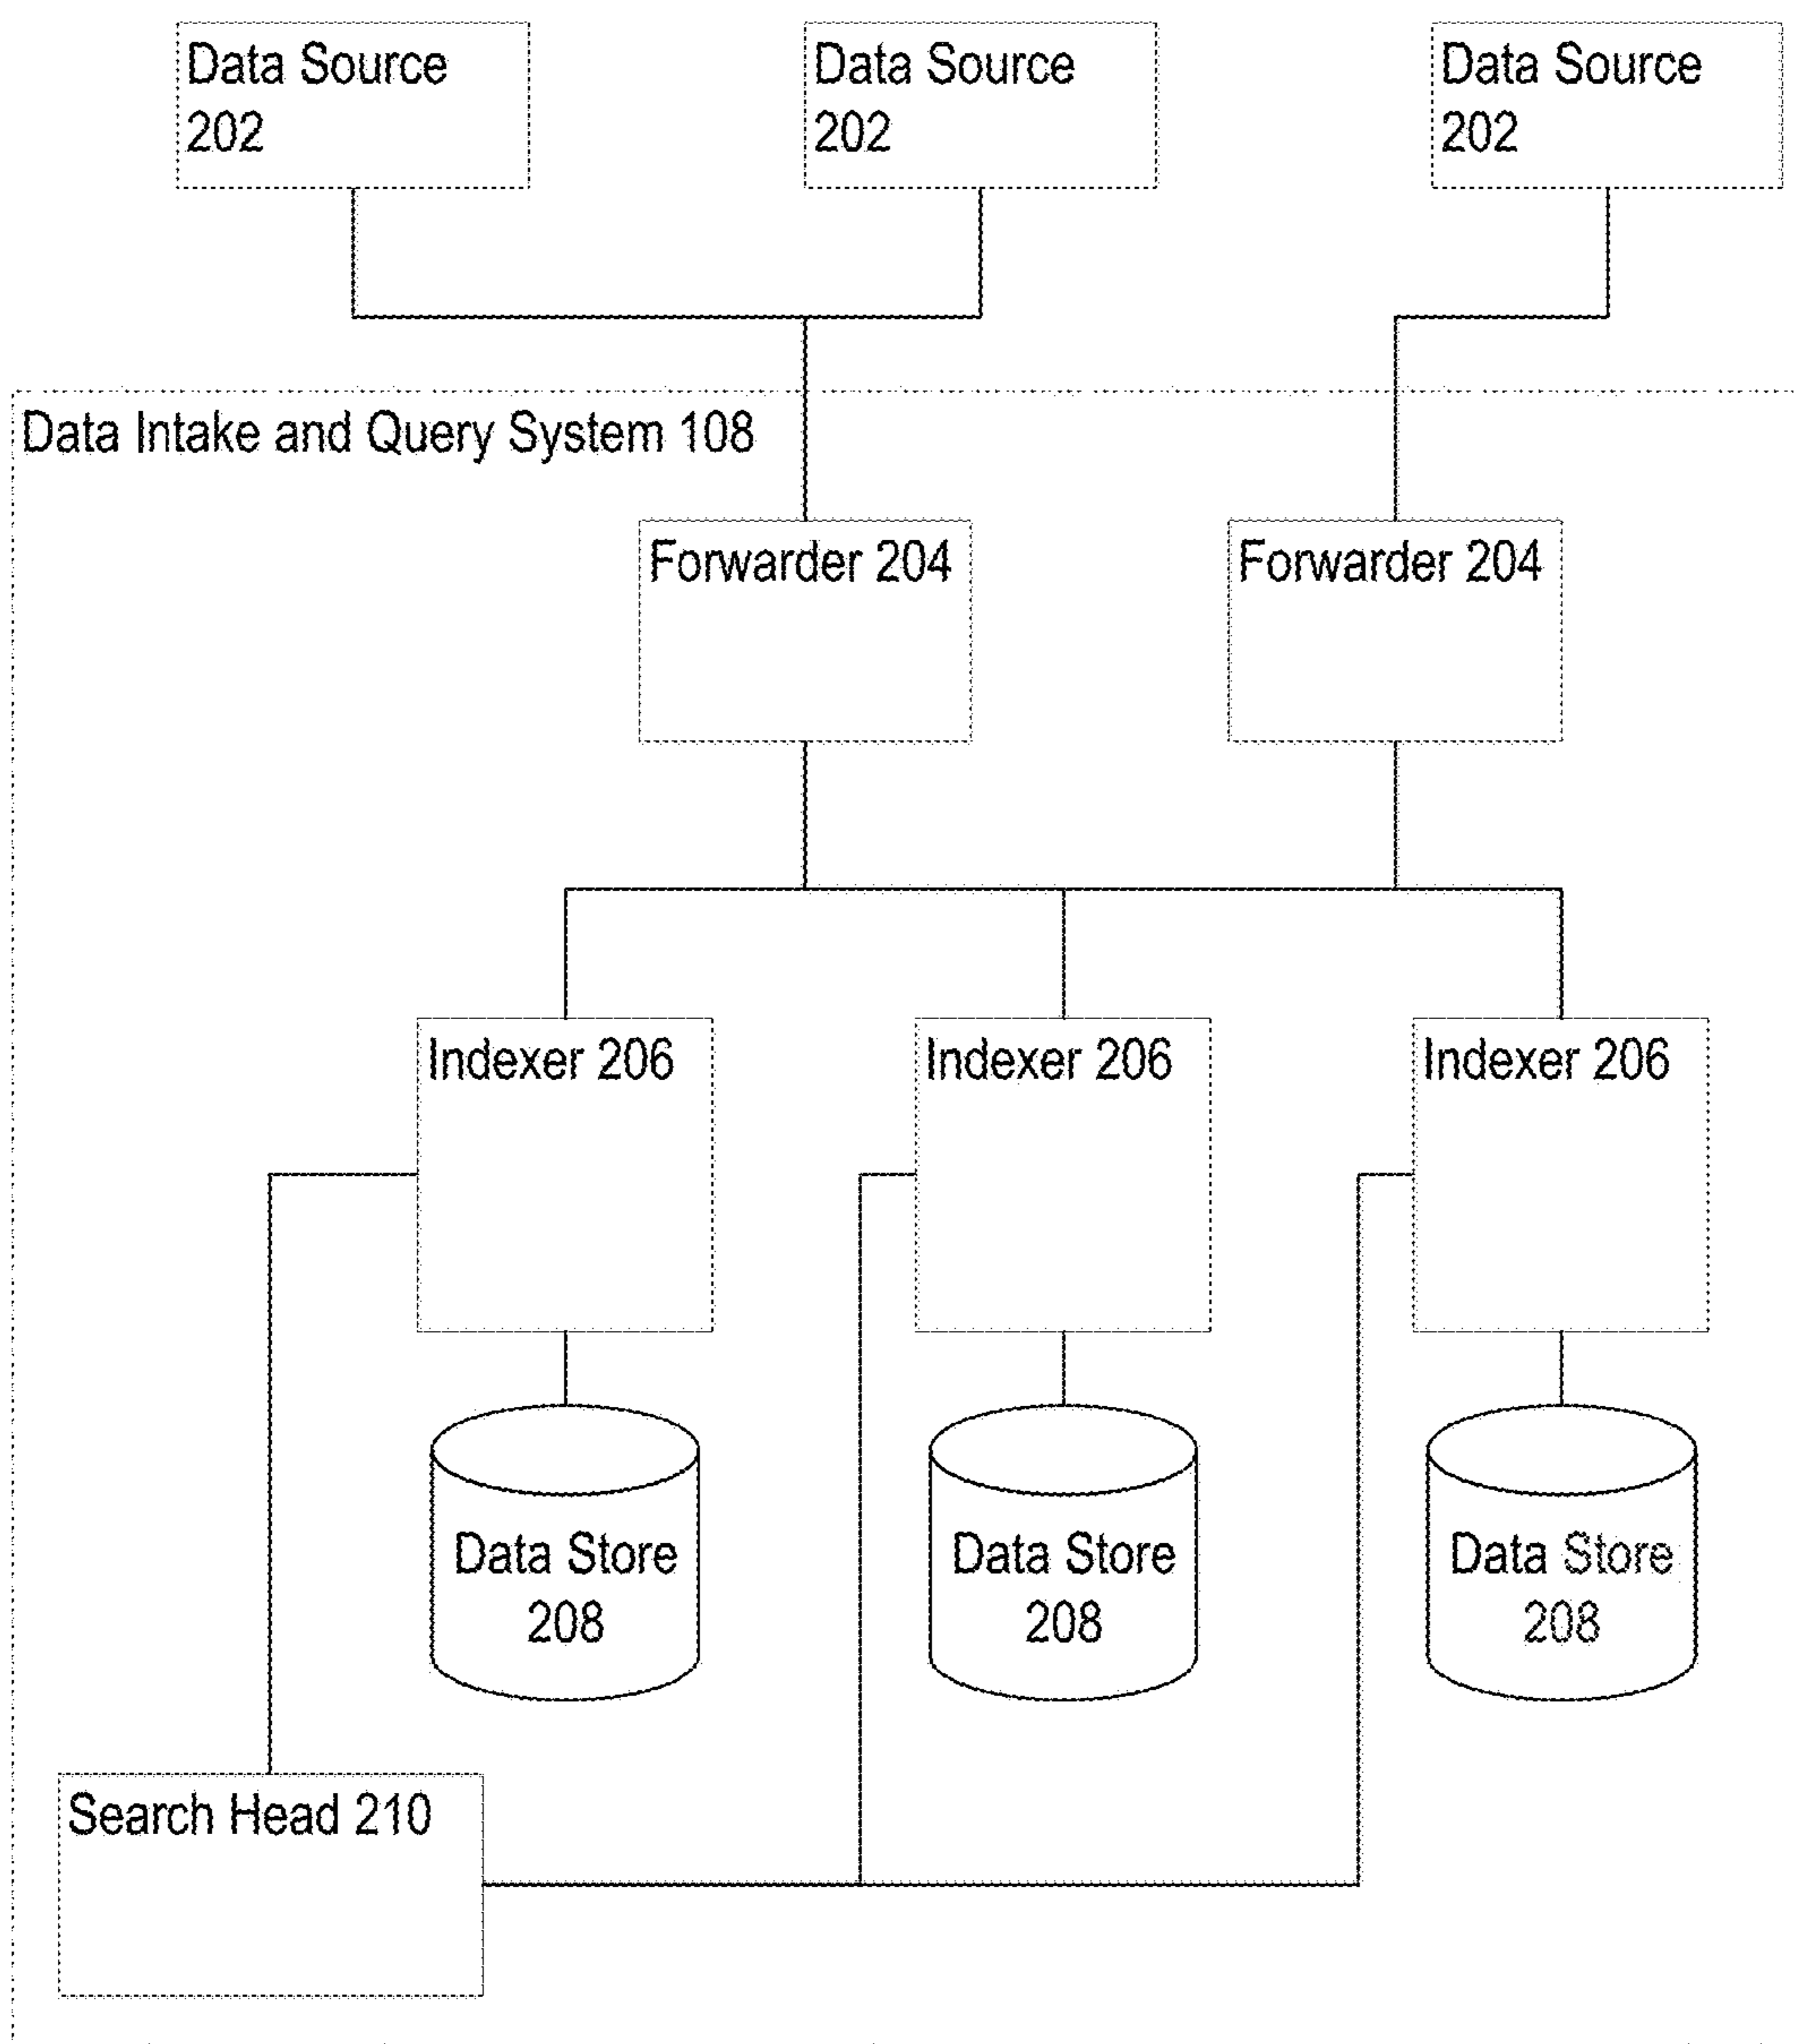 Data Source
202
Data Source
202
Data Source
202
Data Intake and Query System 108
Forwarder 204
Forwarder 204
Indexer 206
Indexer 206
Indexer 206
Data Store
208
Data Store
208
Data Store
208
Search Head 210